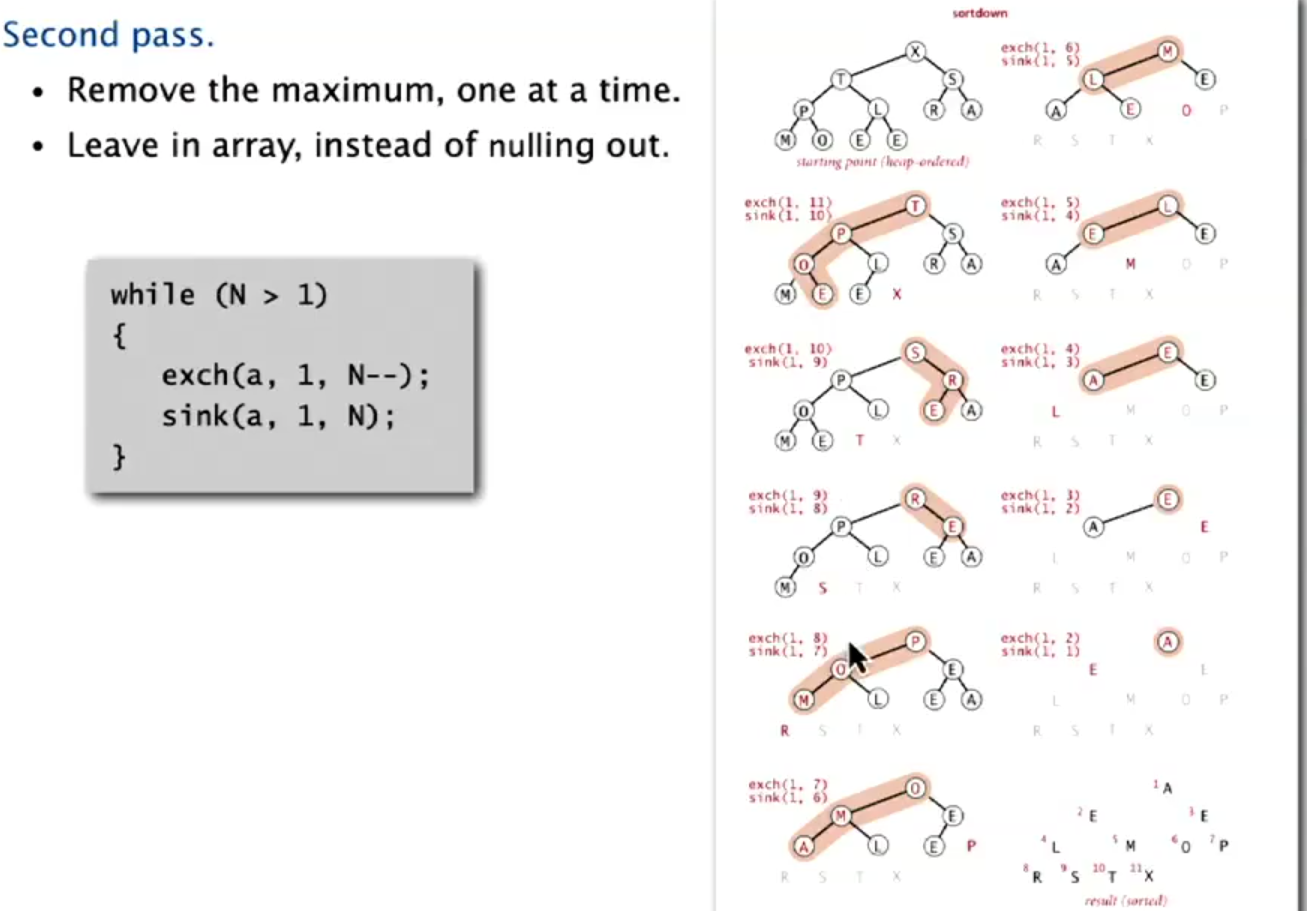 Second pass.
• Remove the maximum, one at a time.
• Leave in array, instead of nulling out.
while (N > 1)
{
exch(a, 1, N--);
sink(a, 1, N);
}
sortdown
X
T S
P L R A
M O E E
starting point (heap-ordered)
exch(1, 11)
sink(1, 10)
T
P S
O L R A
M E E X
exch(1, 10)
sink(1, 9)
S
P R
O L E A
M E T X
exch(1, 9)
sink(1, 8)
R
P E
O L E A
M S T X
exch(1, 8)
sink(1, 7)
P
O E
M L E A
R S T X
exch(1, 7)
sink(1, 6)
O
M E
A L E P
R S T X
exch(1, 6)
sink(1, 5)
M
L E
A E O P
R S T X
exch(1, 5)
sink(1, 4)
L
E E
A M O P
R S T X
exch(1, 4)
sink(1, 3)
E
A E
L M O P
R S T X
exch(1, 3)
sink(1, 2)
E
A E
L M O P
R S T X
exch(1, 2)
sink(1, 1)
A
E E
L M O P
R S T X
1 A
2 E 3 E
4 L 5 M 6 O 7 P
8 R 9 S 10 T 11 X
result (sorted)